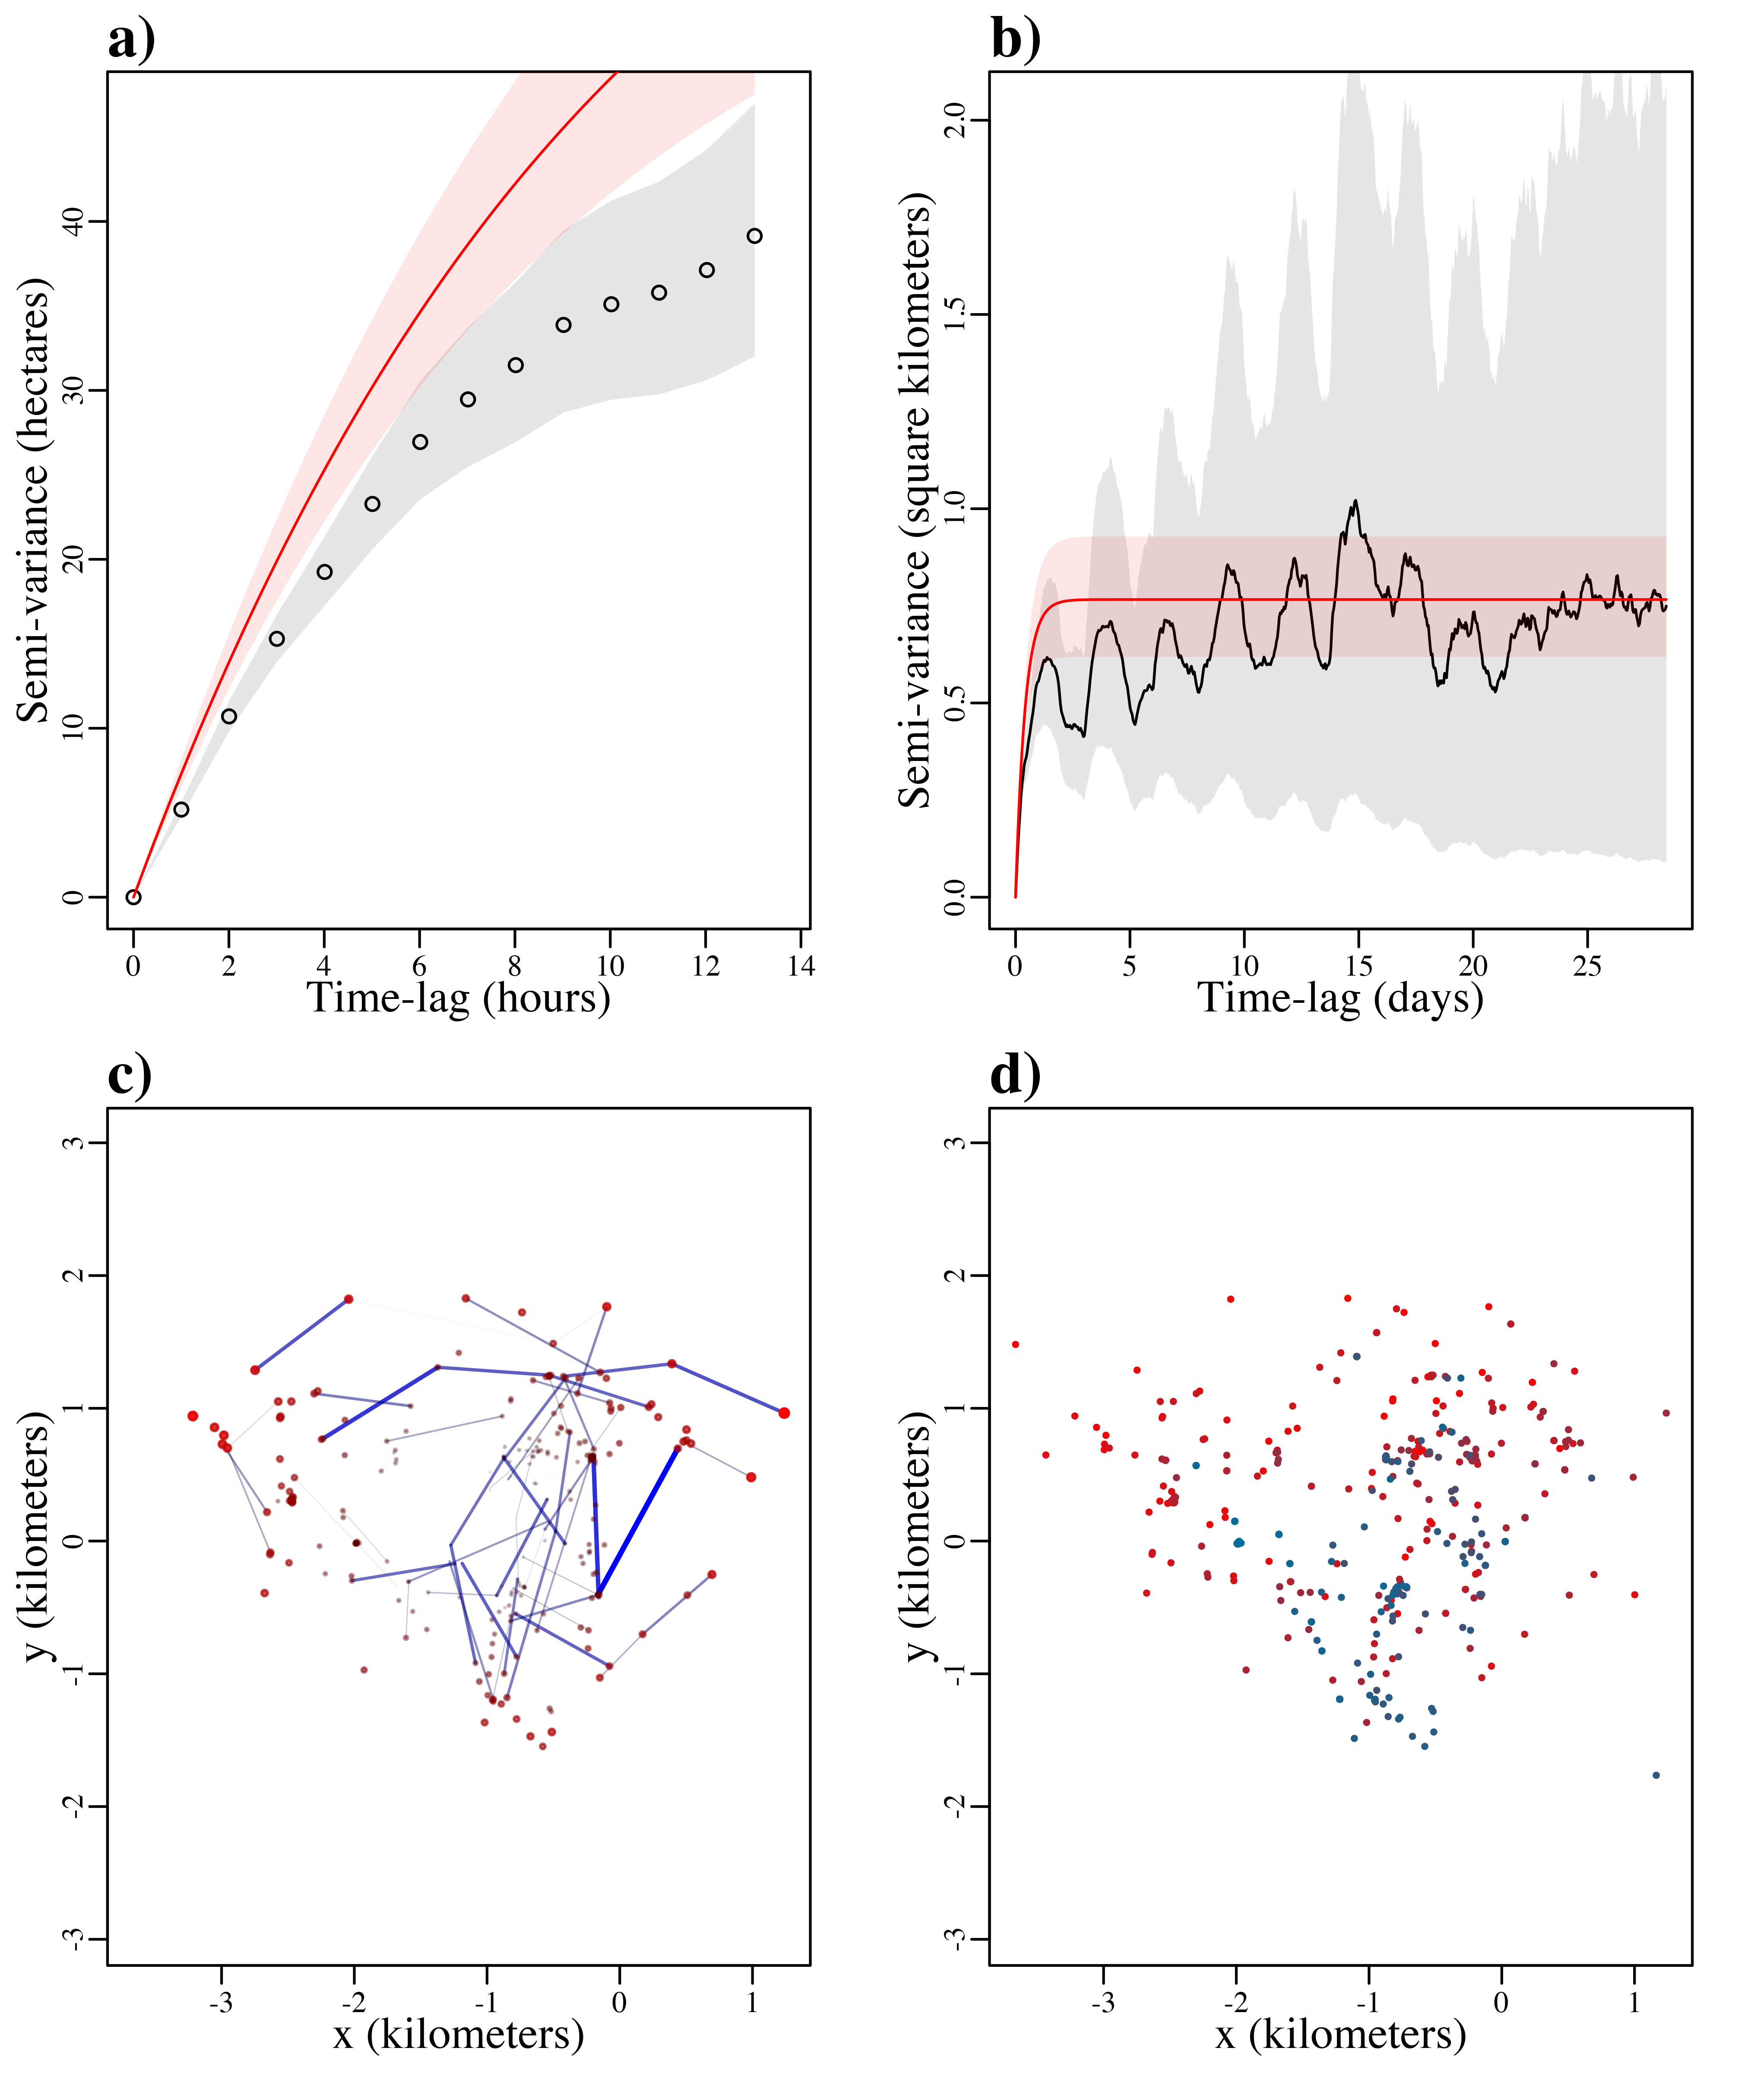 a)
Semi-variance (hectares)
0
10
20
30
40
0 2 4 6 8 10 12 14
Time-lag (hours)
b)
Semi-variance (square kilometers)
0.0
0.5
1.0
1.5
2.0
0 5 10 15 20 25
Time-lag (days)
c)
y (kilometers)
3
2
1
0
-1
-2
-3
-3 -2 -1 0 1
x (kilometers)
d)
y (kilometers)
3
2
1
0
-1
-2
-3
-3 -2 -1 0 1
x (kilometers)